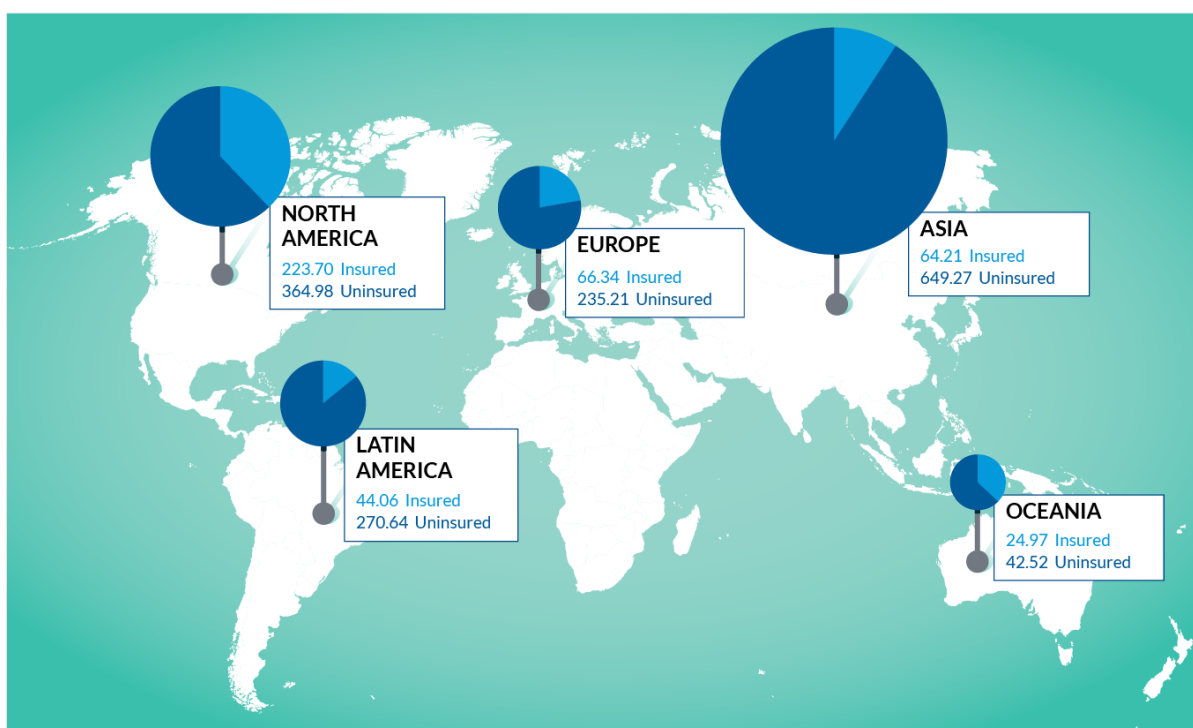 NORTH
AMERICA
223.70 Insured
364.98 Uninsured
EUROPE
66.34 Insured
235.21 Uninsured
ASIA
64.21 Insured
649.27 Uninsured
LATIN
AMERICA
44.06 Insured
270.64 Uninsured
OCEANIA
24.97 Insured
42.52 Uninsured